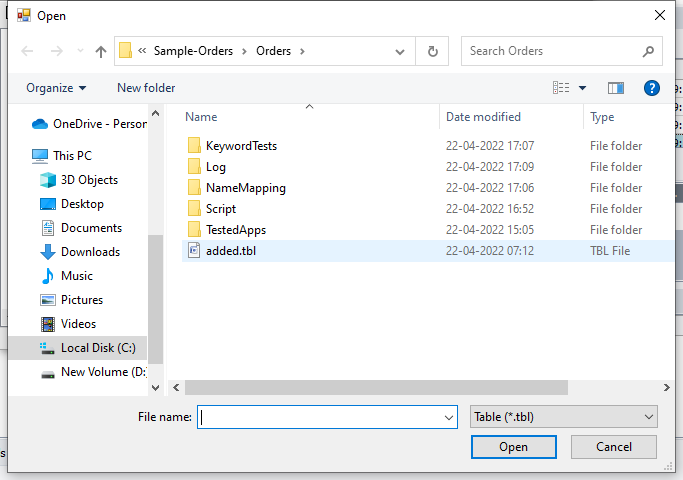 Open
« Sample-Orders > Orders >
Search Orders
Organize
New folder
Name
Date modified
Type
OneDrive - Person
This PC
3D Objects
Desktop
Documents
Downloads
Music
Pictures
Videos
Local Disk (C:)
New Volume (D:
KeywordTests 22-04-2022 17:07 File folder
Log 22-04-2022 17:09 File folder
NameMapping 22-04-2022 17:06 File folder
Script 22-04-2022 16:52 File folder
TestedApps 22-04-2022 15:05 File folder
added.tbl 22-04-2022 07:12 TBL File
File name:
Table (*.tbl)
Open
Cancel